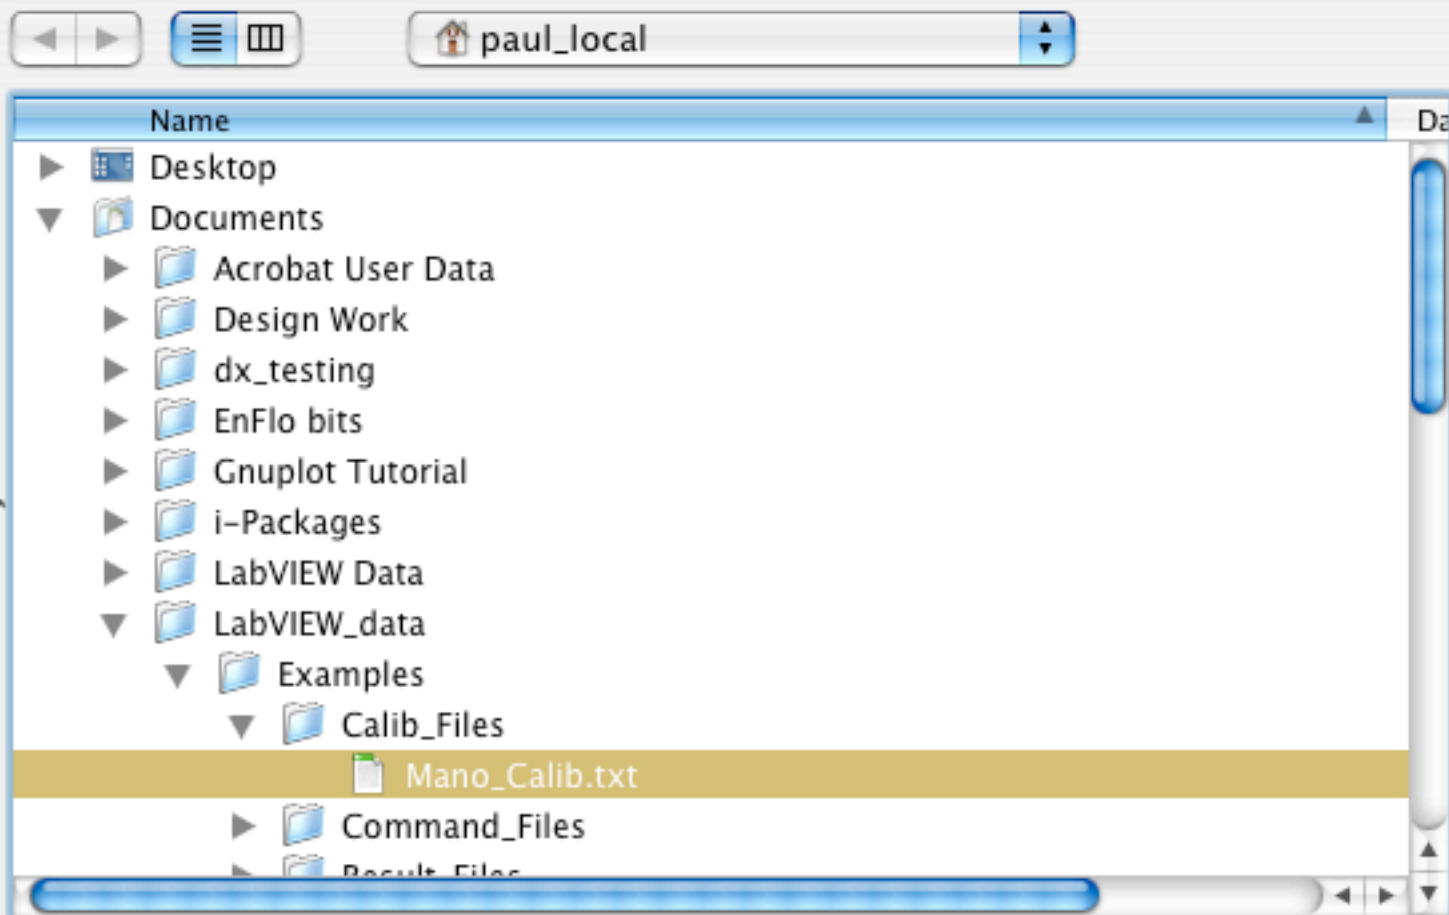 paul_local
Name Da
Desktop
Documents
Acrobat User Data
Design Work
dx_testing
EnFlo bits
Gnuplot Tutorial
i-Packages
LabVIEW Data
LabVIEW_data
Examples
Calib_Files
Mano_Calib.txt
Command_Files
Result_Files